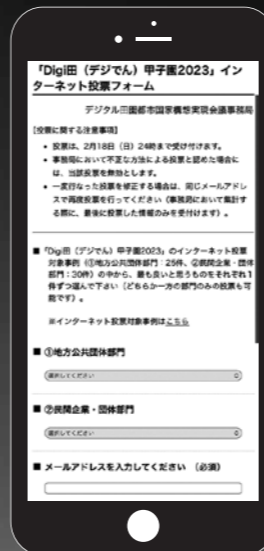 「Digi田（デジでん）甲子園2023」イン
ターネット投票フォーム
デジタル田園都市国家構想実現会議事務局
[投票に関する注意事項]
• 投票は、2月18日（日）24時まで受け付けます。
• 事務局において不正な方法による投票と認めた場合に
は、当該投票を無効とします。
• 一度行なった投票を修正する場合は、同じメールアドレ
スで再度投票を行ってください（事務局において集計す
る際に、最後に投票した情報のみを受付けます）。
■「Digi田（デジでん）甲子園2023」のインターネット投票
対象事例（①地方公共団体部門：25件、②民間企業・団体
部門：30件）の中から、最も良いと思うものをそれぞれ1
件ずつ選んで下さい（どちらか一方の部門のみの投票も可
能です）。
※インターネット投票対象事例はこちら
■ ①地方公共団体部門
選択してください
■ ②民間企業・団体部門
選択してください
■ メールアドレスを入力してください （必須）